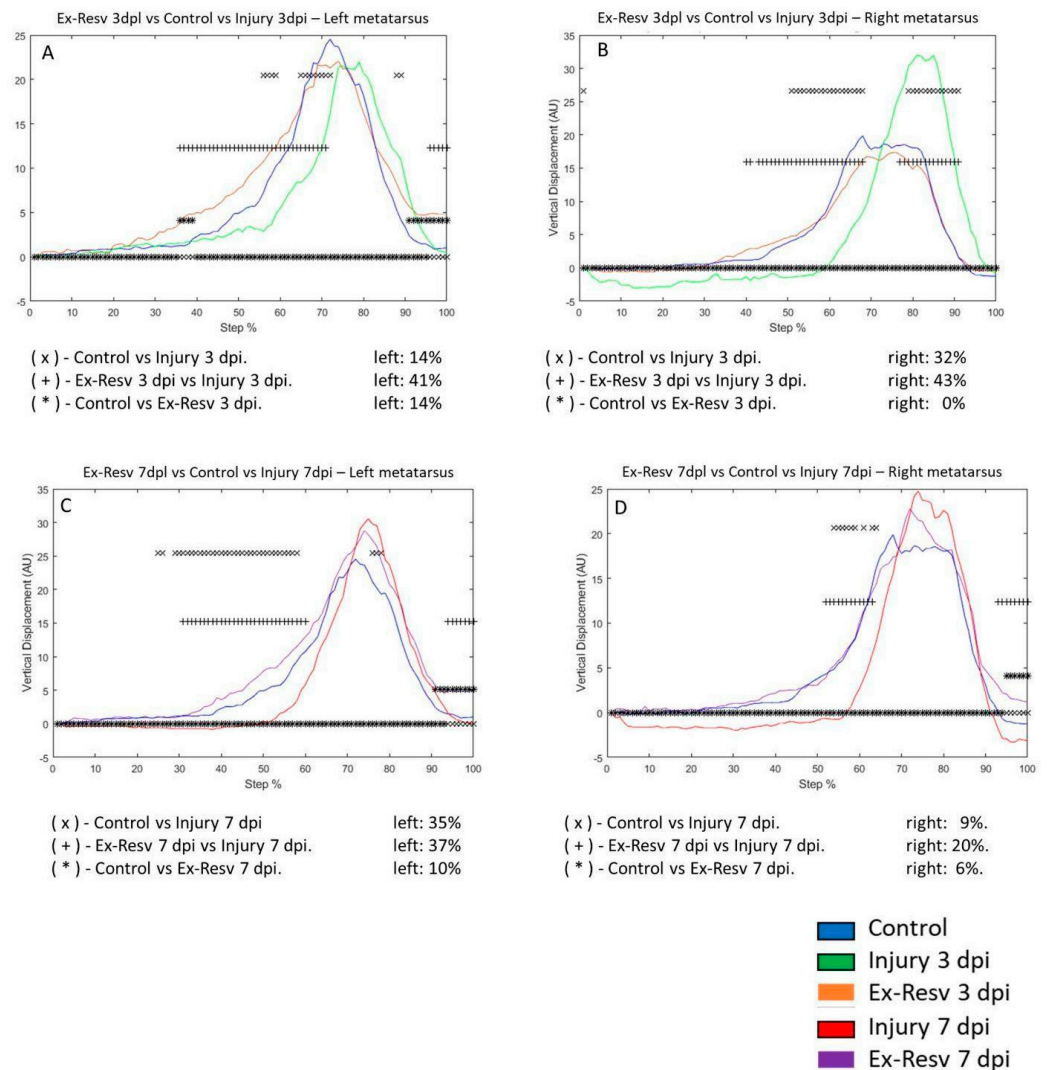 Ex-Resv 3dpl vs Control vs Injury 3dpi – Left metatarsus
A
25
20
15
10
5
0
-5
0 10 20 30 40 50 60 70 80 90 100
Step %
( x ) - Control vs Injury 3 dpi. left: 14%
( + ) - Ex-Resv 3 dpi vs Injury 3 dpi. left: 41%
( * ) - Control vs Ex-Resv 3 dpi. left: 14%
Ex-Resv 3dpl vs Control vs Injury 3dpi – Right metatarsus
B
Vertical Displacement (AU)
35
30
25
20
15
10
5
0
-5
0 10 20 30 40 50 60 70 80 90 100
Step %
( x ) - Control vs Injury 3 dpi. right: 32%
( + ) - Ex-Resv 3 dpi vs Injury 3 dpi. right: 43%
( * ) - Control vs Ex-Resv 3 dpi. right: 0%
Ex-Resv 7dpl vs Control vs Injury 7dpi – Left metatarsus
C
Vertical Displacement (AU)
35
30
25
20
15
10
5
0
-5
0 10 20 30 40 50 60 70 80 90 100
Step %
( x ) - Control vs Injury 7 dpi left: 35%
( + ) - Ex-Resv 7 dpi vs Injury 7 dpi. left: 37%
( * ) - Control vs Ex-Resv 7 dpi. left: 10%
Ex-Resv 7dpl vs Control vs Injury 7dpi – Right metatarsus
D
Vertical Displacement (AU)
25
20
15
10
5
0
-5
0 10 20 30 40 50 60 70 80 90 100
Step %
( x ) - Control vs Injury 7 dpi. right: 9%.
( + ) - Ex-Resv 7 dpi vs Injury 7 dpi. right: 20%.
( * ) - Control vs Ex-Resv 7 dpi. right: 6%.
Control
Injury 3 dpi
Ex-Resv 3 dpi
Injury 7 dpi
Ex-Resv 7 dpi